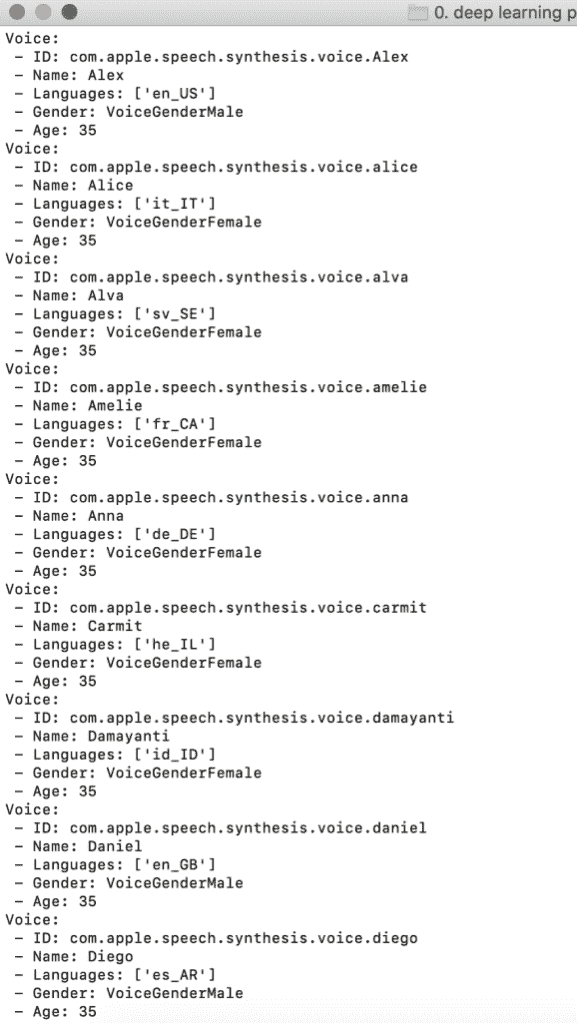 0. deep learning p
Voice:
- ID: com.apple.speech.synthesis.voice.Alex
- Name: Alex
- Languages: ['en_US']
- Gender: VoiceGenderMale
- Age: 35
Voice:
- ID: com.apple.speech.synthesis.voice.alice
- Name: Alice
- Languages: ['it_IT']
- Gender: VoiceGenderFemale
- Age: 35
Voice:
- ID: com.apple.speech.synthesis.voice.alva
- Name: Alva
- Languages: ['sv_SE']
- Gender: VoiceGenderFemale
- Age: 35
Voice:
- ID: com.apple.speech.synthesis.voice.amelie
- Name: Amelie
- Languages: ['fr_CA']
- Gender: VoiceGenderFemale
- Age: 35
Voice:
- ID: com.apple.speech.synthesis.voice.anna
- Name: Anna
- Languages: ['de_DE']
- Gender: VoiceGenderFemale
- Age: 35
Voice:
- ID: com.apple.speech.synthesis.voice.carmit
- Name: Carmit
- Languages: ['he_IL']
- Gender: VoiceGenderFemale
- Age: 35
Voice:
- ID: com.apple.speech.synthesis.voice.damayanti
- Name: Damayanti
- Languages: ['id_ID']
- Gender: VoiceGenderFemale
- Age: 35
Voice:
- ID: com.apple.speech.synthesis.voice.daniel
- Name: Daniel
- Languages: ['en_GB']
- Gender: VoiceGenderMale
- Age: 35
Voice:
- ID: com.apple.speech.synthesis.voice.diego
- Name: Diego
- Languages: ['es_AR']
- Gender: VoiceGenderMale
- Age: 35